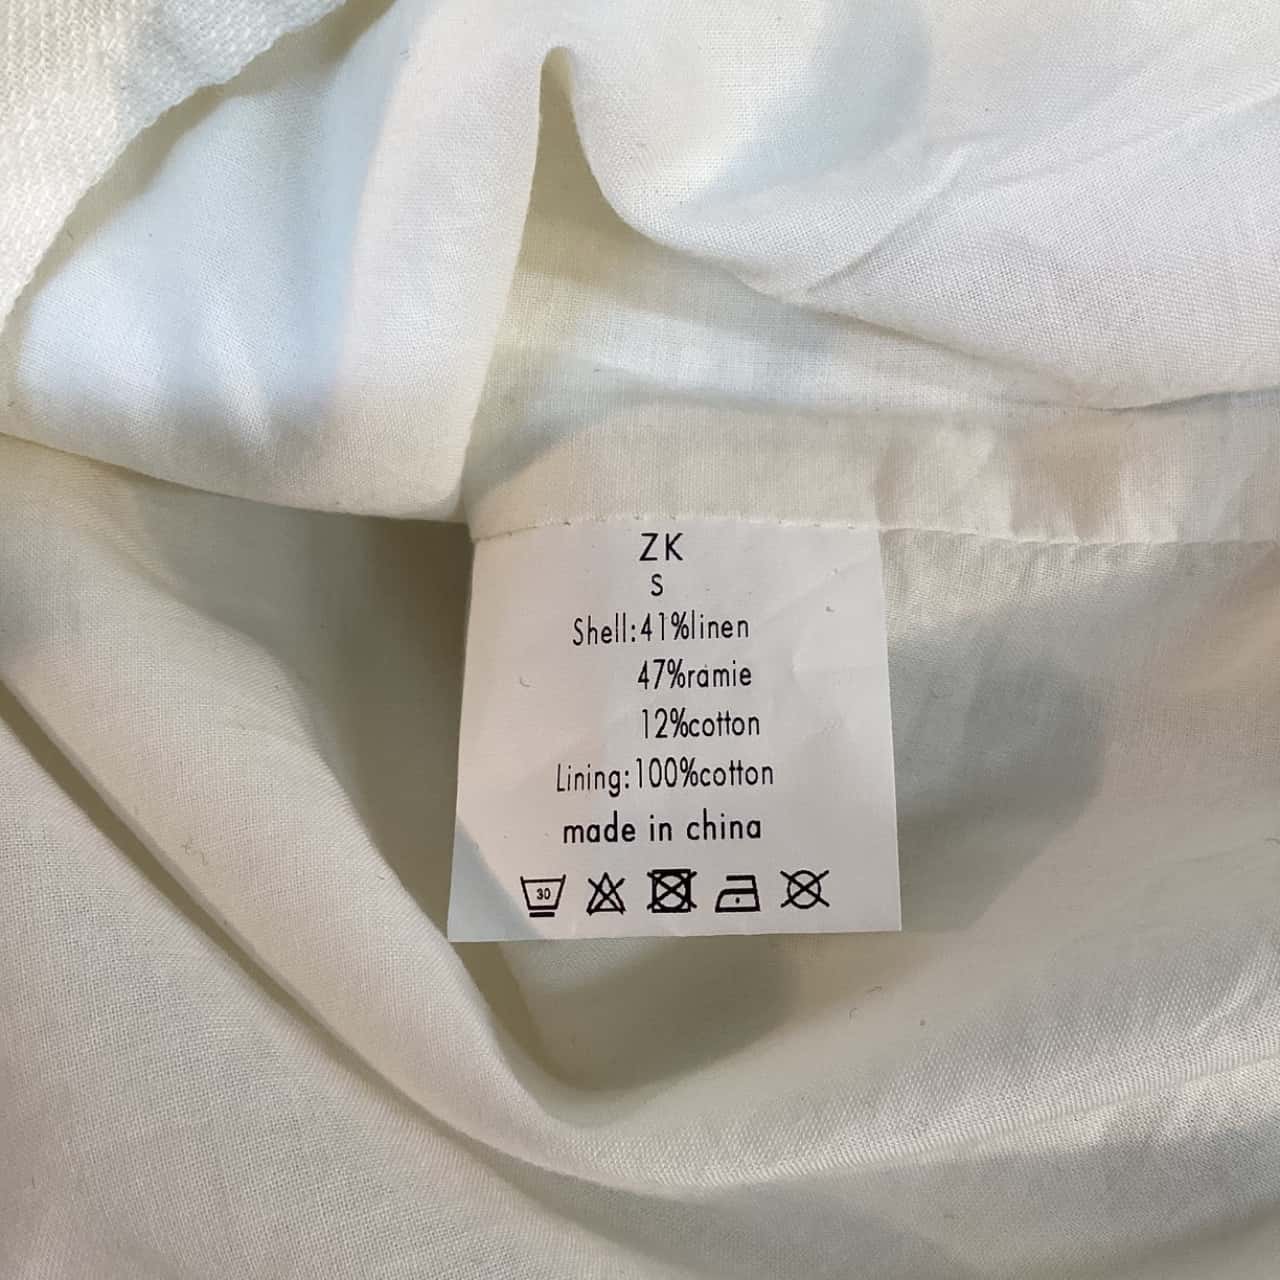 ZK
S
Shell:41%linen
47%ramie
12%cotton
Lining:100%cotton
made in china
30